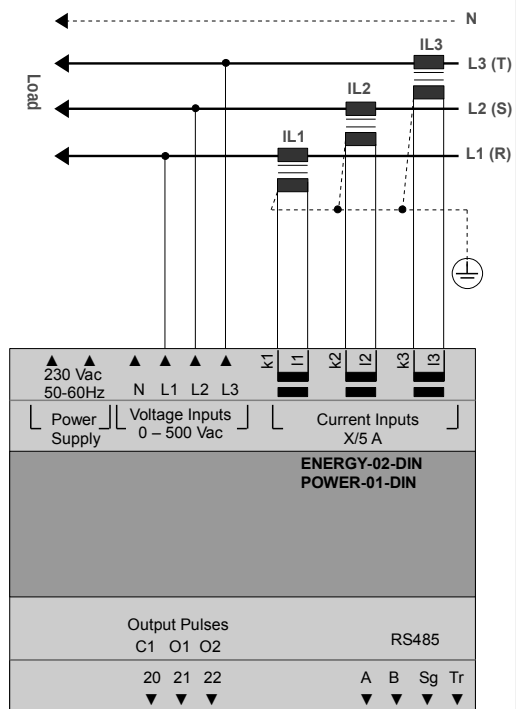 N
IL3
L3 (T)
Load
IL2
L2 (S)
IL1
L1 (R)
k1 l1 k2 l2 k3 l3
230 Vac
50-60Hz
N L1 L2 L3
Power
Supply
Voltage Inputs
0 – 500 Vac
Current Inputs
X/5 A
ENERGY-02-DIN
POWER-01-DIN
Output Pulses
C1 O1 O2
RS485
20 21 22
A B Sg Tr